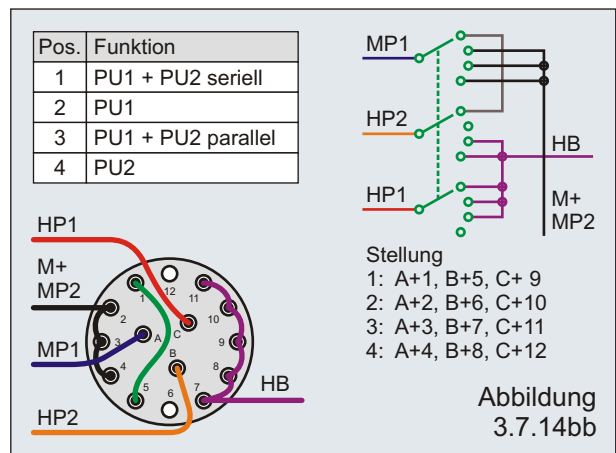 Pos. Funktion
1 PU1 + PU2 seriell
2 PU1
3 PU1 + PU2 parallel
4 PU2
MP1
HP2
HB
HP1
M+
MP2
Stellung
1: A+1, B+5, C+ 9
2: A+2, B+6, C+10
3: A+3, B+7, C+11
4: A+4, B+8, C+12
HP1
M+
MP2
MP1
HP2
HB
12
1
11
2
10
C
A
3
9
B
4
8
5
6
7
Abbildung
3.7.14bb